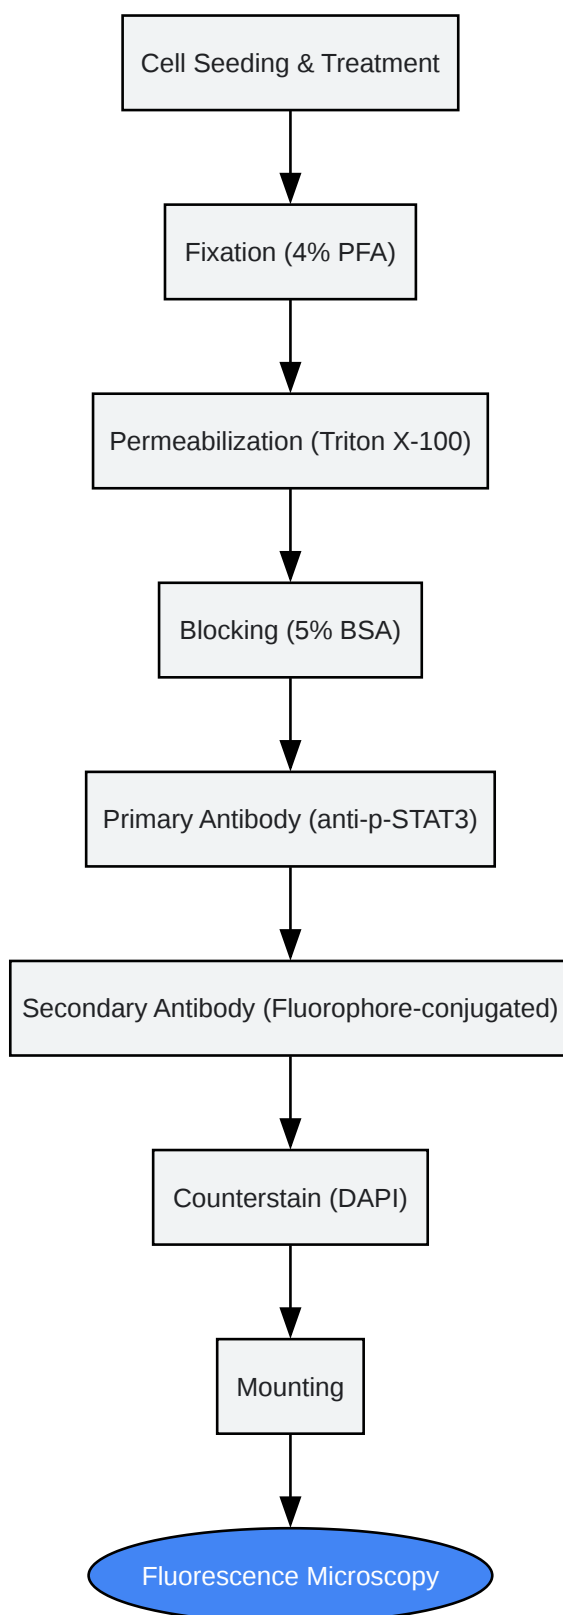 Cell Seeding & Treatment
Fixation (4% PFA)
Permeabilization (Triton X-100)
Blocking (5% BSA)
Primary Antibody (anti-p-STAT3)
Secondary Antibody (Fluorophore-conjugated)
Counterstain (DAPI)
Mounting
Fluorescence Microscopy